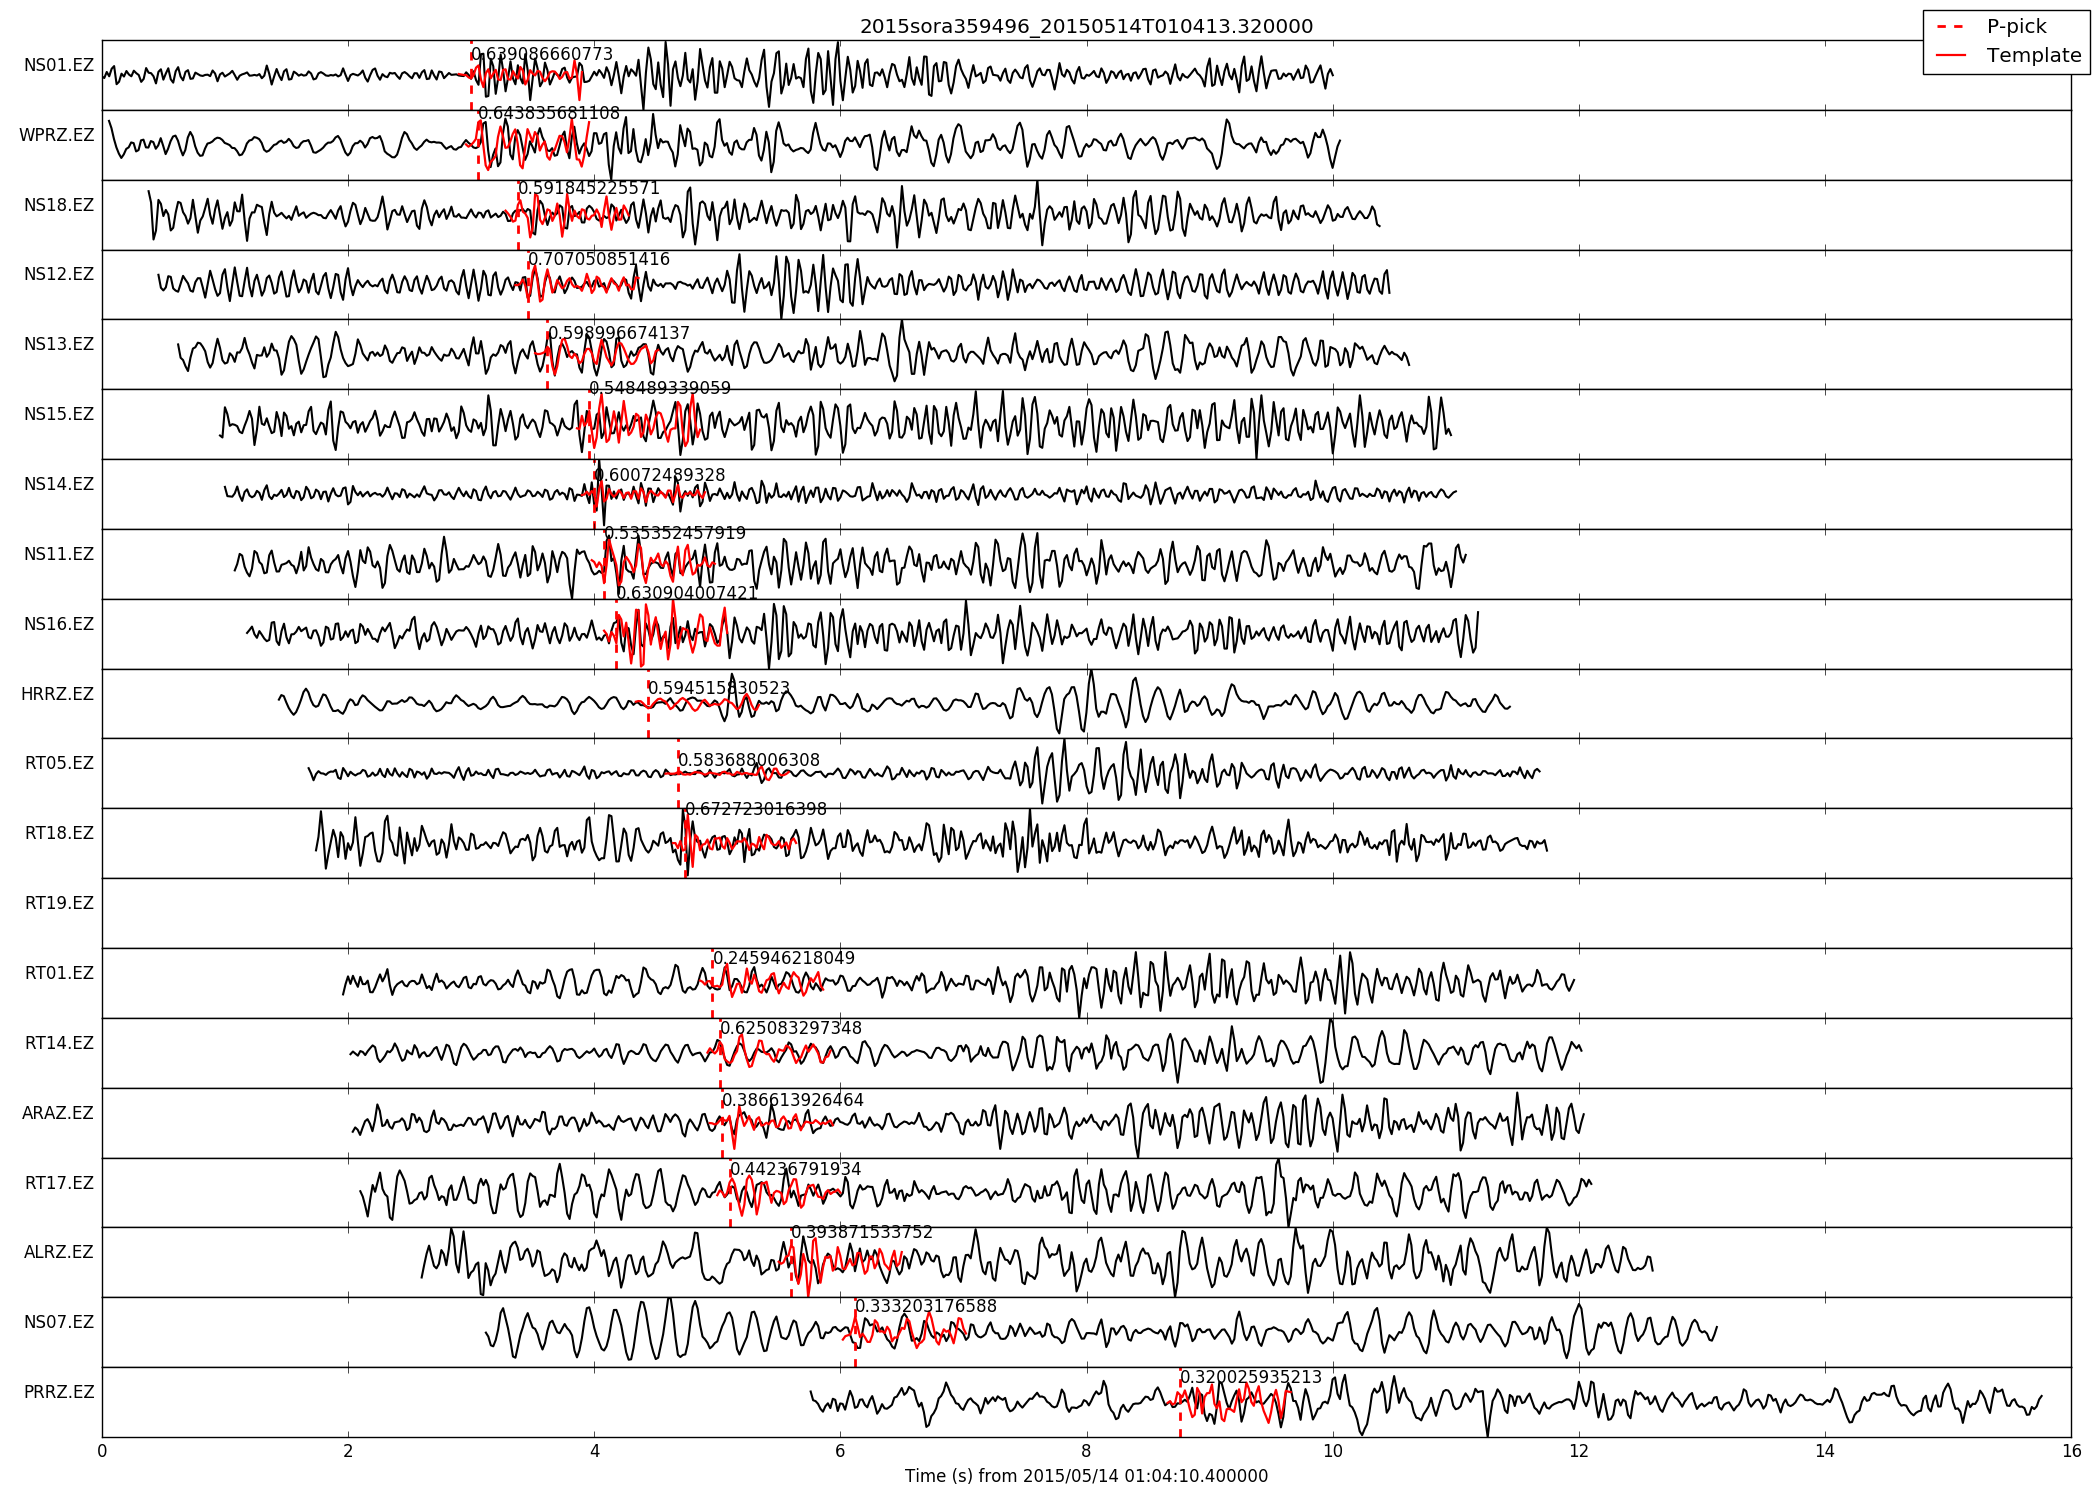 2015sora359496_20150514T010413.320000
P-pick
Template
NS01.EZ
0.639086660773
WPRZ.EZ
0.643835681108
NS18.EZ
0.591845225571
NS12.EZ
0.707050851416
NS13.EZ
0.598996674137
NS15.EZ
0.548489339059
NS14.EZ
0.60072489328
NS11.EZ
0.535352457919
NS16.EZ
0.630904007421
HRRZ.EZ
0.594515830523
RT05.EZ
0.583688006308
RT18.EZ
0.672723016398
RT19.EZ
RT01.EZ
0.245946218049
RT14.EZ
0.625083297348
ARAZ.EZ
0.386613926464
RT17.EZ
0.44236791934
ALRZ.EZ
0.393871533752
NS07.EZ
0.333203176588
PRRZ.EZ
0.320025935213
0 2 4 6 8 10 12 14 16
Time (s) from 2015/05/14 01:04:10.400000